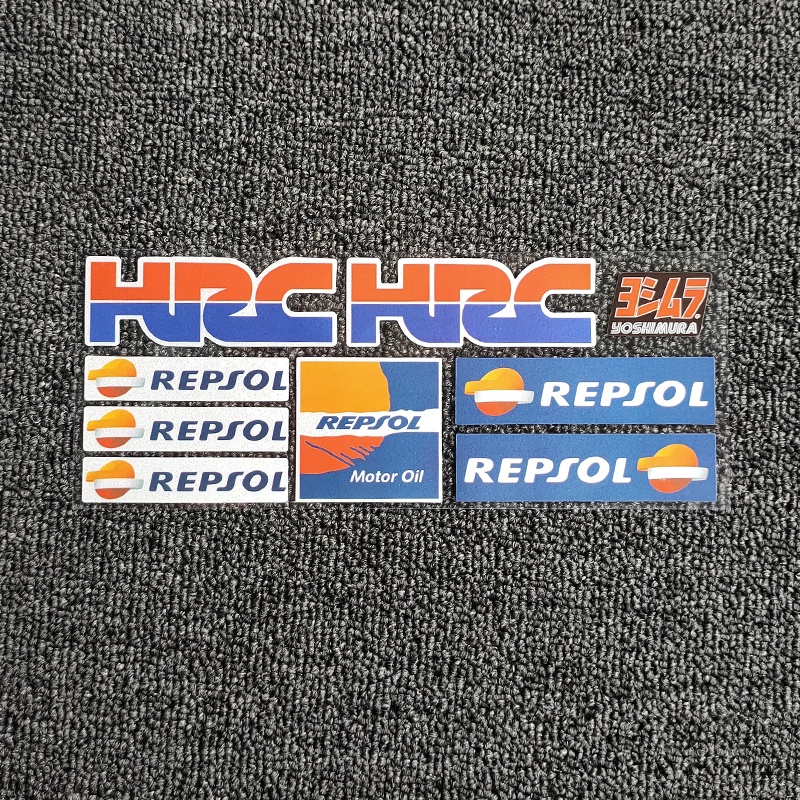 HRC HRC
ヨシムラ
YOSHIMURA
REPSOL
REPSOL
REPSOL
REPSOL
Motor Oil
REPSOL
REPSOL